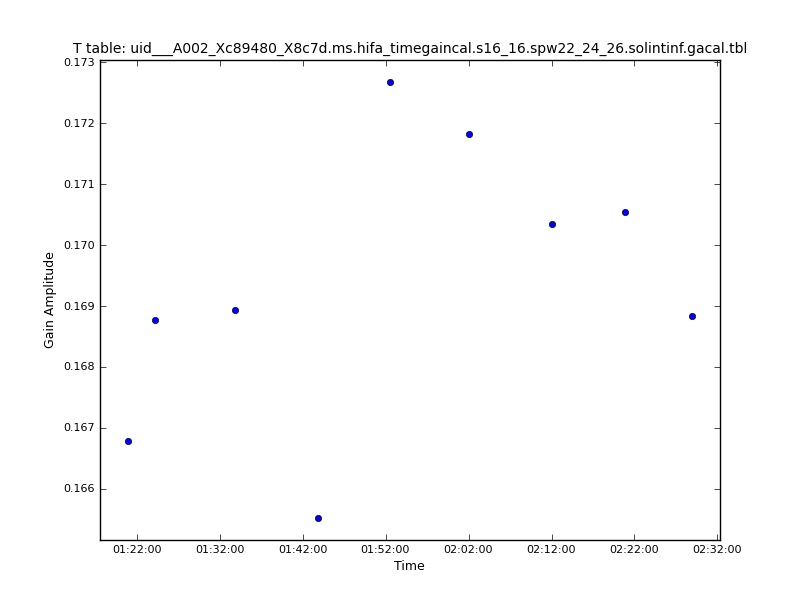 T table: uid___A002_Xc89480_X8c7d.ms.hifa_timegaincal.s16_16.spw22_24_26.solintinf.gacal.tbl
0.173
0.172
0.171
0.170
0.169
0.168
0.167
0.166
Gain Amplitude
01:22:00 01:32:00 01:42:00 01:52:00 02:02:00 02:12:00 02:22:00 02:32:00
Time